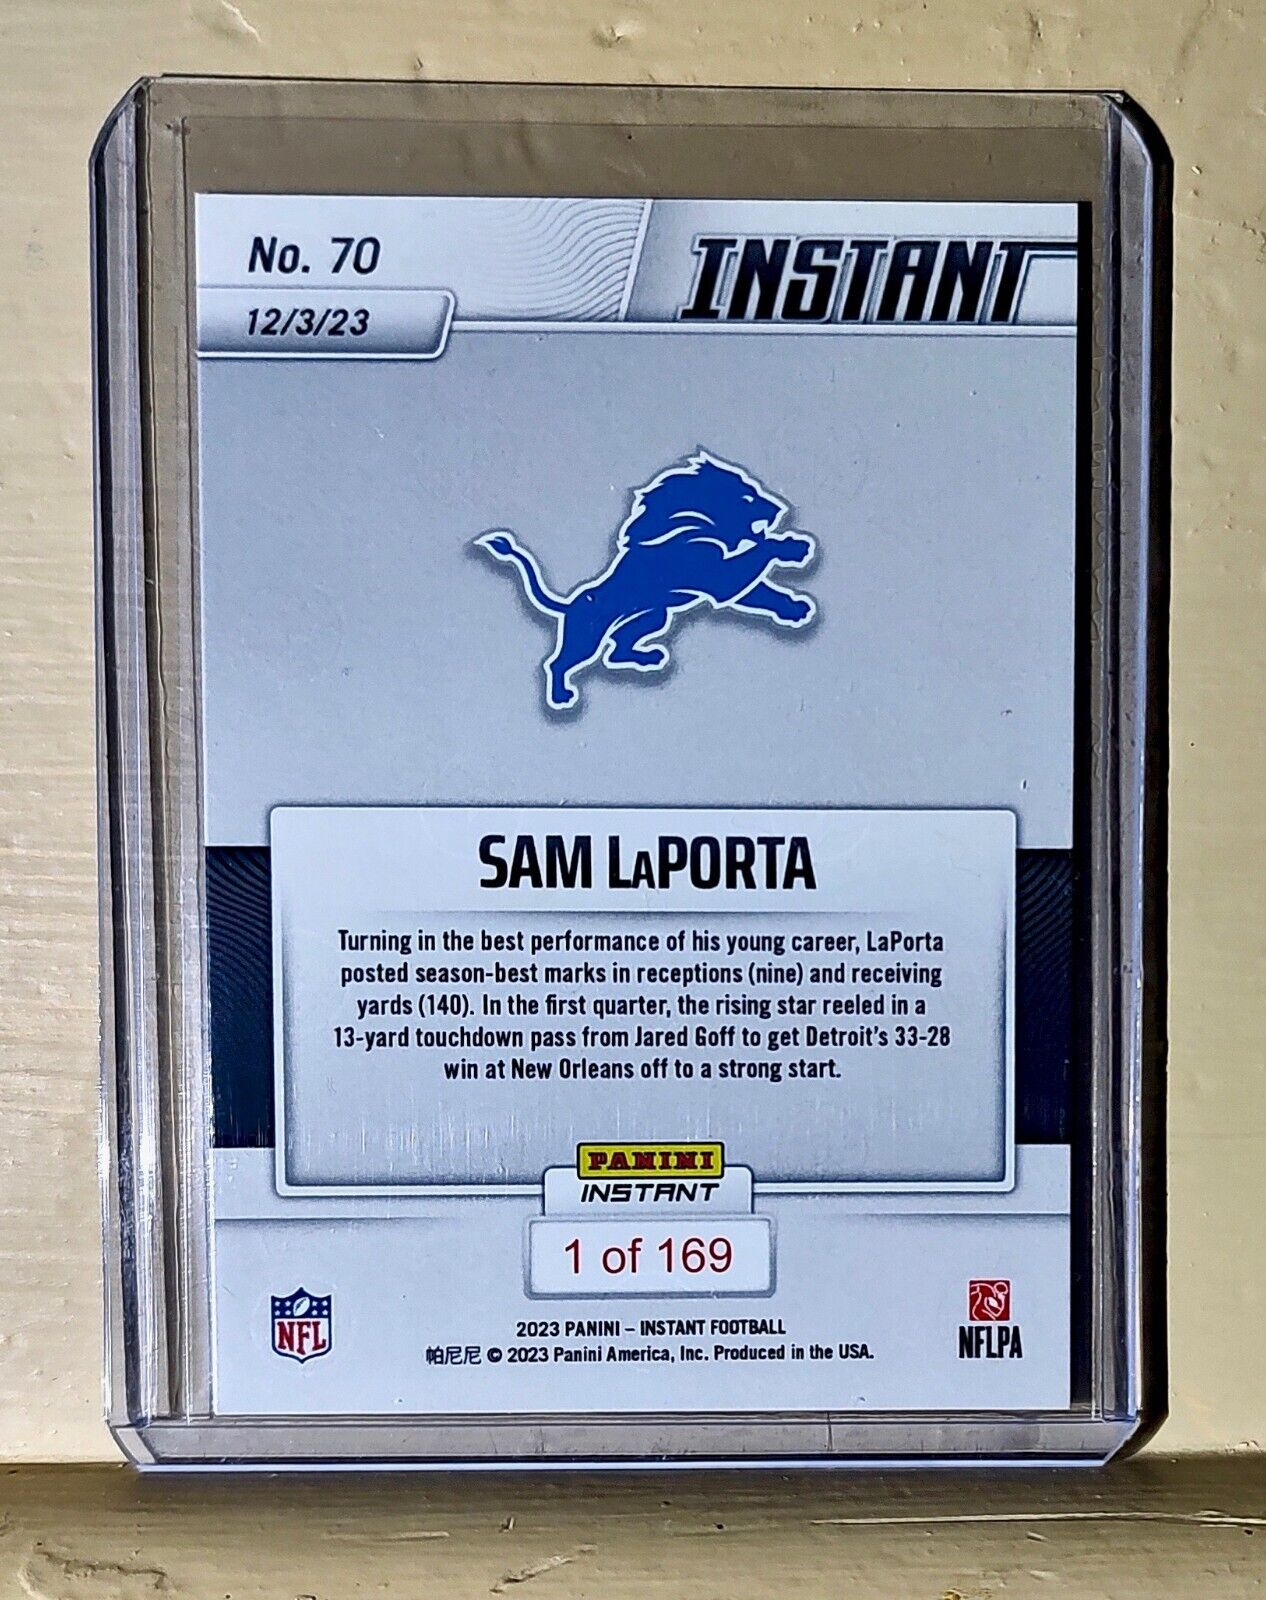 No. 70
INSTANT
12/3/23
SAM LaPORTA
Turning in the best performance of his young career, LaPorta
posted season-best marks in receptions (nine) and receiving
yards (140). In the first quarter, the rising star reeled in a
13-yard touchdown pass from Jared Goff to get Detroit's 33-28
win at New Orleans off to a strong start.
PANINI
INSTANT
1 of 169
NFL
2023 PANINI – INSTANT FOOTBALL
帕尼尼 © 2023 Panini America, Inc. Produced in the USA.
NFLPA